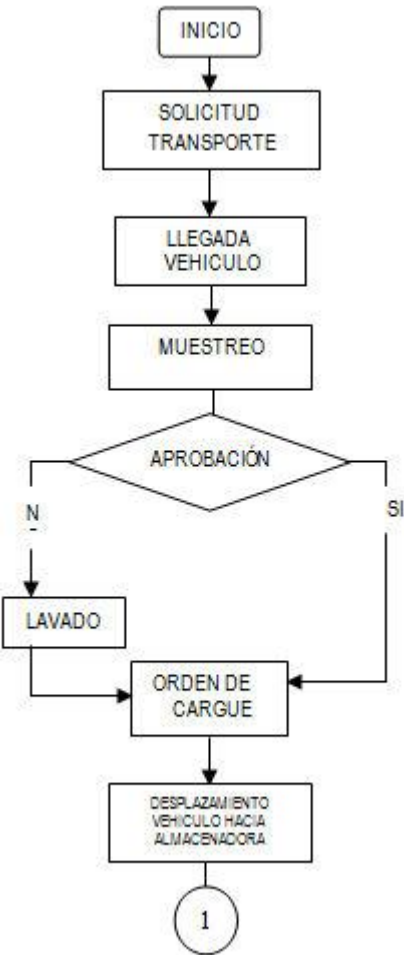 INICIO
SOLICITUD
TRANSPORTE
LLEGADA
VEHICULO
MUESTREO
APROBACIÓN
N
SI
LAVADO
ORDEN DE
CARGUE
DESPLAZAMIENTO
VEHICULO HACIA
ALMACENADORA
1